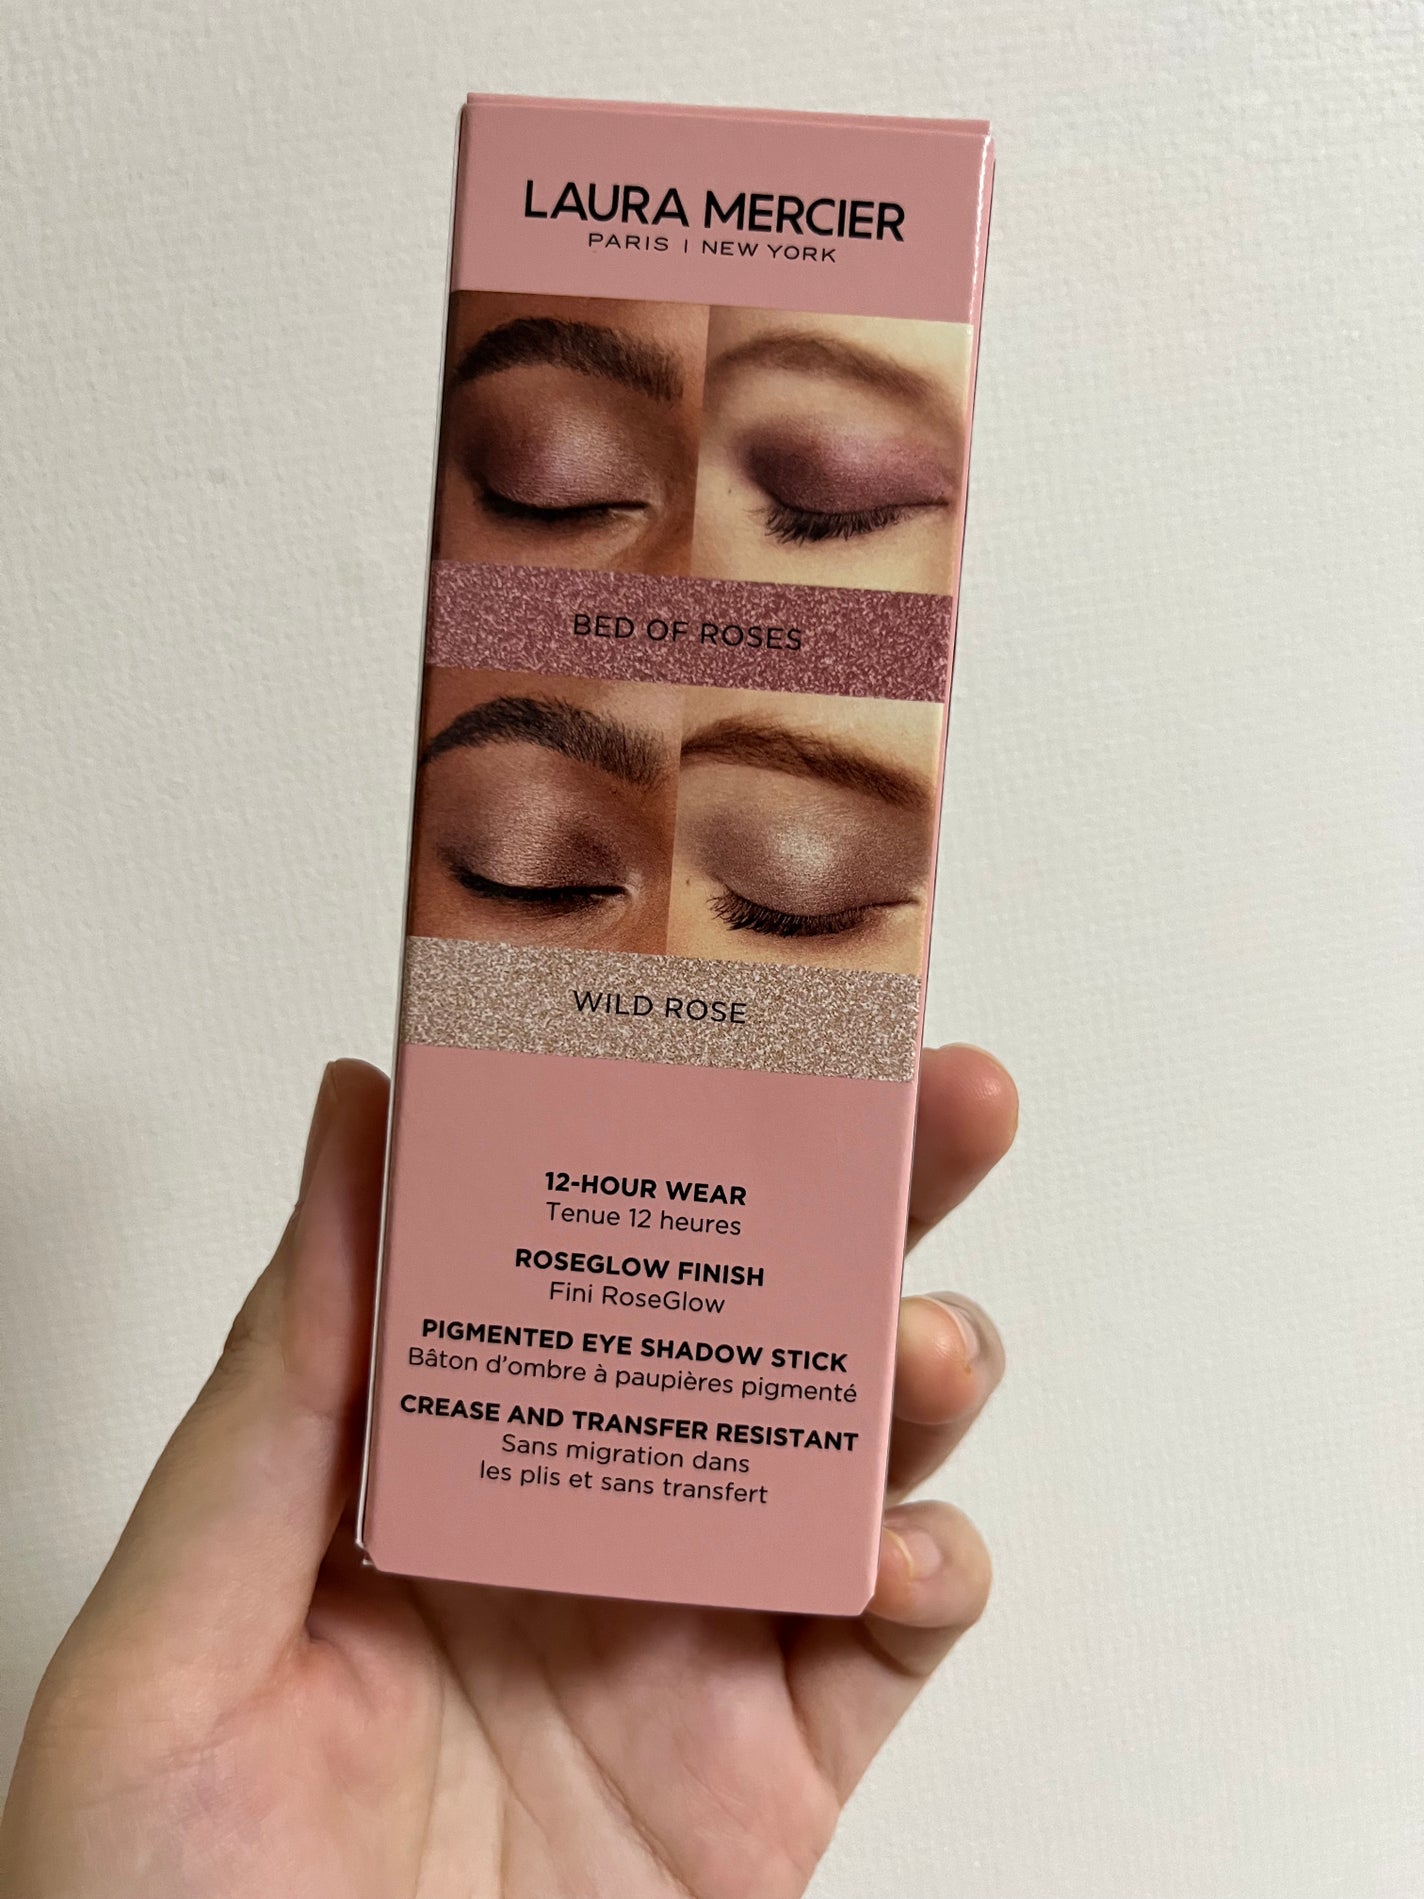 LAURA MERCIER
PARIS | NEW YORK
BED OF ROSES
WILD ROSE
12-HOUR WEAR
Tenue 12 heures
ROSEGLOW FINISH
Fini RoseGlow
PIGMENTED EYE SHADOW STICK
Bâton d'ombre à paupières pigmenté
CREASE AND TRANSFER RESISTANT
Sans migration dans
les plis et sans transfert